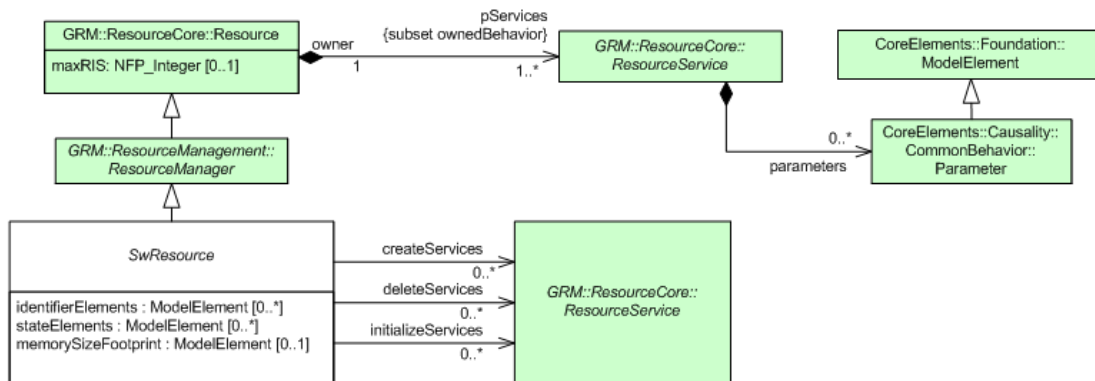 GRM::ResourceCore::Resource
maxRIS: NFP_Integer [0..1]
owner
1
pServices
{subset ownedBehavior}
1..*
GRM::ResourceCore::
ResourceService
CoreElements::Foundation::
ModelElement
GRM::ResourceManagement::
ResourceManager
0..*
parameters
CoreElements::Causality::
CommonBehavior::
Parameter
SwResource
identifierElements : ModelElement [0..*]
stateElements : ModelElement [0..*]
memorySizeFootprint : ModelElement [0..1]
createServices
0..*
deleteServices
0..*
initializeServices
0..*
GRM::ResourceCore::
ResourceService